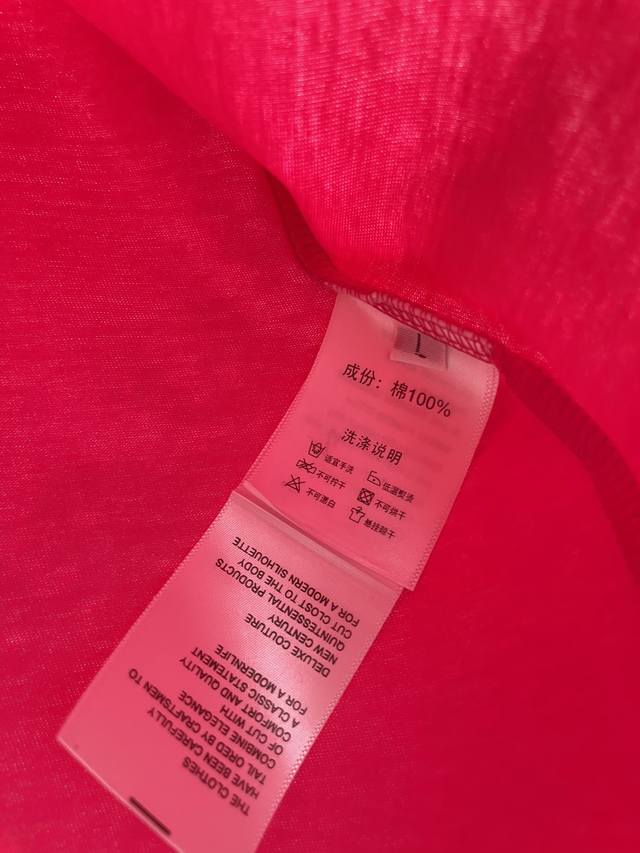 L
成份：棉100%
洗涤说明
适宜手洗 低温熨烫
不可拧干 不可烘干
不可漂白 悬挂晾干
THE CLOTHES
HAVE BEEN CAREFULLY
TAIL ORED BY CRAFTSMEN TO
COMBINE ELEGANCE
OF CUT WITH
COMFORT AND QUALITY
A CLASSIC STATEMENT
FOR A MODERNLIFE
DELUXE COUTURE
NEW CENTURY
QUINTESSENTIAL PRODUCTS
CUT CLOST TO THE BODY
FOR A MODERN SILHOUETTE